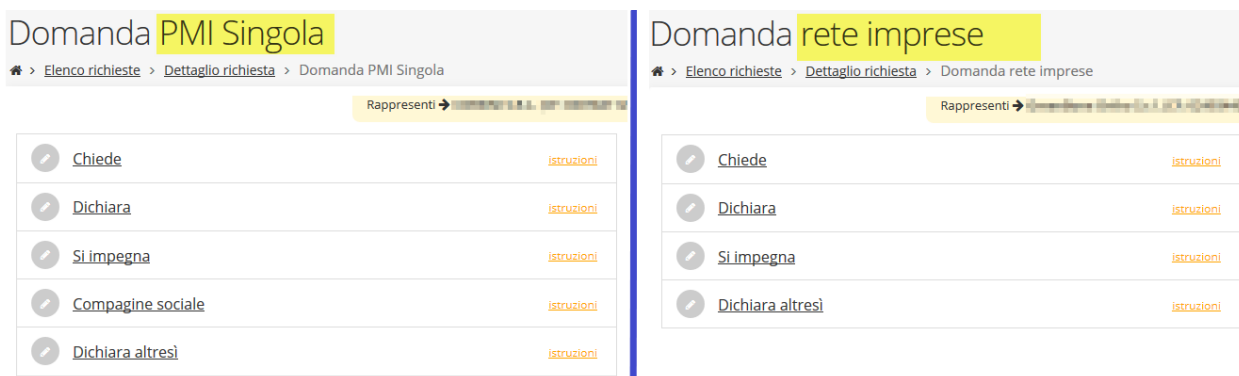 Domanda PMI Singola
> Elenco richieste > Dettaglio richiesta > Domanda PMI Singola
Rappresenti
Chiede istruzioni
Dichiara istruzioni
Si impegna istruzioni
Compagine sociale istruzioni
Dichiara altresì istruzioni
Domanda rete imprese
> Elenco richieste > Dettaglio richiesta > Domanda rete imprese
Rappresenti
Chiede istruzioni
Dichiara istruzioni
Si impegna istruzioni
Dichiara altresì istruzioni